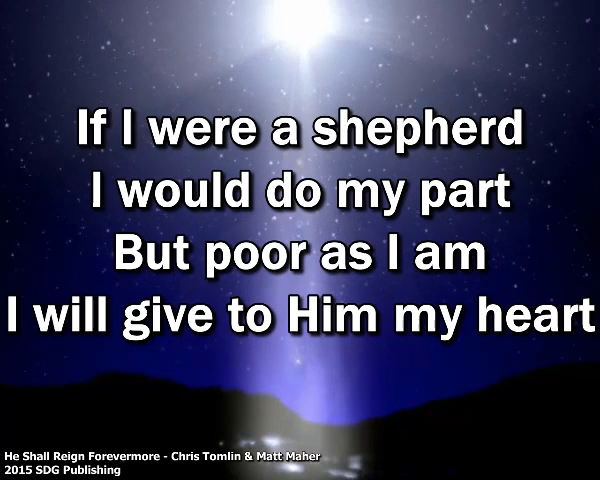 If I were a shepherd
I would do my part
But poor as I am
I will give to Him my heart
He Shall Reign Forevermore - Chris Tomlin & Matt Maher
2015 SDG Publishing